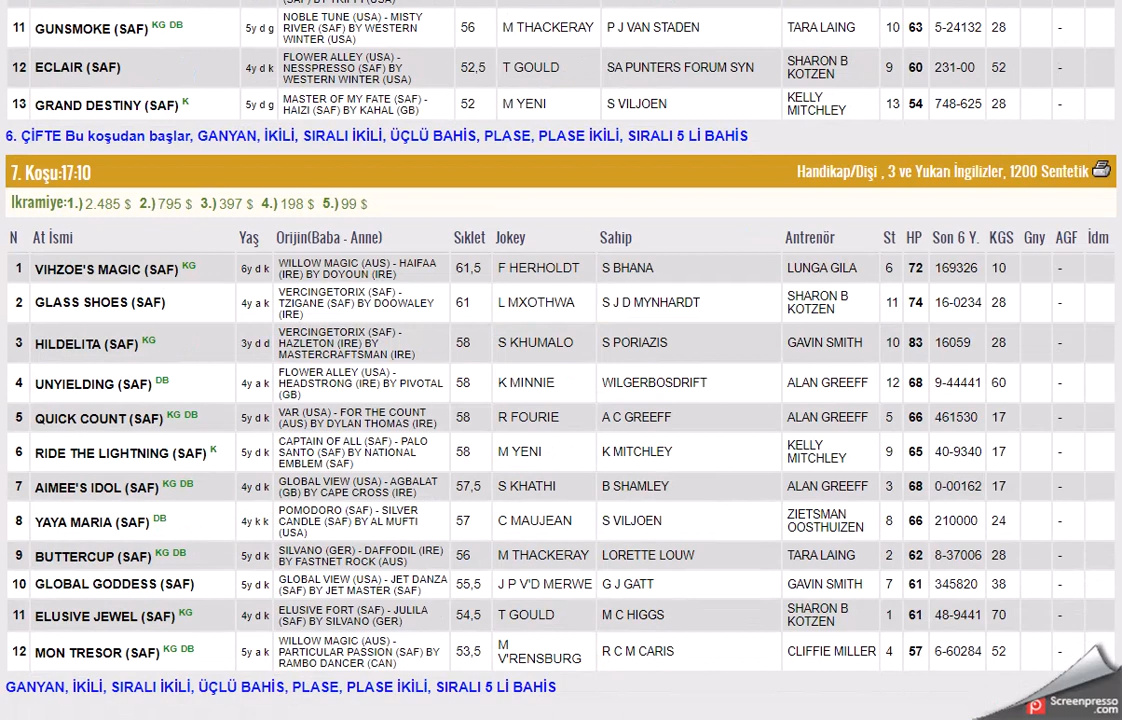 11 GUNSMOKE (SAF) KG DB 5y d g NOBLE TUNE (USA) - MISTY RIVER (SAF) BY WESTERN WINTER (USA) 56 M THACKERAY P J VAN STADEN TARA LAING 10 63 5-24132 28 -
12 ECLAIR (SAF) 4y d k FLOWER ALLEY (USA) - NESSPRESSO (SAF) BY WESTERN WINTER (USA) 52,5 T GOULD SA PUNTERS FORUM SYN SHARON B KOTZEN 9 60 231-00 52 -
13 GRAND DESTINY (SAF) K 5y d g MASTER OF MY FATE (SAF) - HAIZI (SAF) BY KAHAL (GB) 52 M YENI S VILJOEN KELLY MITCHLEY 13 54 748-625 28 -
6. ÇİFTE Bu koşudan başlar, GANYAN, İKİLİ, SIRALI İKİLİ, ÜÇLÜ BAHİS, PLASE, PLASE İKİLİ, SIRALI 5 Lİ BAHİS
7. Koşu:17:10 Handikap/Dişi , 3 ve Yukarı İngilizler, 1200 Sentetik
Ikramiye:1.) 2.485 $ 2.) 795 $ 3.) 397 $ 4.) 198 $ 5.) 99 $
N At İsmi Yaş Orijin(Baba - Anne) Sıklet Jokey Sahip Antrenör St HP Son 6 Y. KGS Gny AGF İdm
1 VIHZOE'S MAGIC (SAF) KG 6y d k WILLOW MAGIC (AUS) - HAIFAA (IRE) BY DOYOUN (IRE) 61,5 F HERHOLDT S BHANA LUNGA GILA 6 72 169326 10 -
2 GLASS SHOES (SAF) 4y a k VERCINGETORIX (SAF) - TZIGANE (SAF) BY DOOWALEY (IRE) 61 L MXOTHWA S J D MYNHARDT SHARON B KOTZEN 11 74 16-0234 28 -
3 HILDELITA (SAF) KG 3y d d VERCINGETORIX (SAF) - HAZLETON (IRE) BY MASTERCRAFTSMAN (IRE) 58 S KHUMALO S PORIAZIS GAVIN SMITH 10 83 16059 28 -
4 UNYIELDING (SAF) DB 4y a k FLOWER ALLEY (USA) - HEADSTRONG (IRE) BY PIVOTAL (GB) 58 K MINNIE WILGERBOSDRIFT ALAN GREEFF 12 68 9-44441 60 -
5 QUICK COUNT (SAF) KG DB 5y d k VAR (USA) - FOR THE COUNT (AUS) BY DYLAN THOMAS (IRE) 58 R FOURIE A C GREEFF ALAN GREEFF 5 66 461530 17 -
6 RIDE THE LIGHTNING (SAF) K 5y d k CAPTAIN OF ALL (SAF) - PALO SANTO (SAF) BY NATIONAL EMBLEM (SAF) 58 M YENI K MITCHLEY KELLY MITCHLEY 9 65 40-9340 17 -
7 AIMEE'S IDOL (SAF) KG DB 4y d k GLOBAL VIEW (USA) - AGBALAT (GB) BY CAPE CROSS (IRE) 57,5 S KHATHI B SHAMLEY ALAN GREEFF 3 68 0-00162 17 -
8 YAYA MARIA (SAF) DB 4y k k POMODORO (SAF) - SILVER CANDLE (SAF) BY AL MUFTI (USA) 57 C MAUJEAN S VILJOEN ZIETSMAN OOSTHUIZEN 8 66 210000 24 -
9 BUTTERCUP (SAF) KG DB 5y d k SILVANO (GER) - DAFFODIL (IRE) BY FASTNET ROCK (AUS) 56 M THACKERAY LORETTE LOUW TARA LAING 2 62 8-37006 28 -
10 GLOBAL GODDESS (SAF) 5y d k GLOBAL VIEW (USA) - JET DANZA (SAF) BY JET MASTER (SAF) 55,5 J P V'D MERWE G J GATT GAVIN SMITH 7 61 345820 38 -
11 ELUSIVE JEWEL (SAF) KG 4y d k ELUSIVE FORT (SAF) - JULILA (SAF) BY SILVANO (GER) 54,5 T GOULD M C HIGGS SHARON B KOTZEN 1 61 48-9441 70 -
12 MON TRESOR (SAF) KG DB 5y a k WILLOW MAGIC (AUS) - PARTICULAR PASSION (SAF) BY RAMBO DANCER (CAN) 53,5 M V'RENSBURG R C M CARIS CLIFFIE MILLER 4 57 6-60284 52 -
GANYAN, İKİLİ, SIRALI İKİLİ, ÜÇLÜ BAHİS, PLASE, PLASE İKİLİ, SIRALI 5 Lİ BAHİS
Screenpresso.com